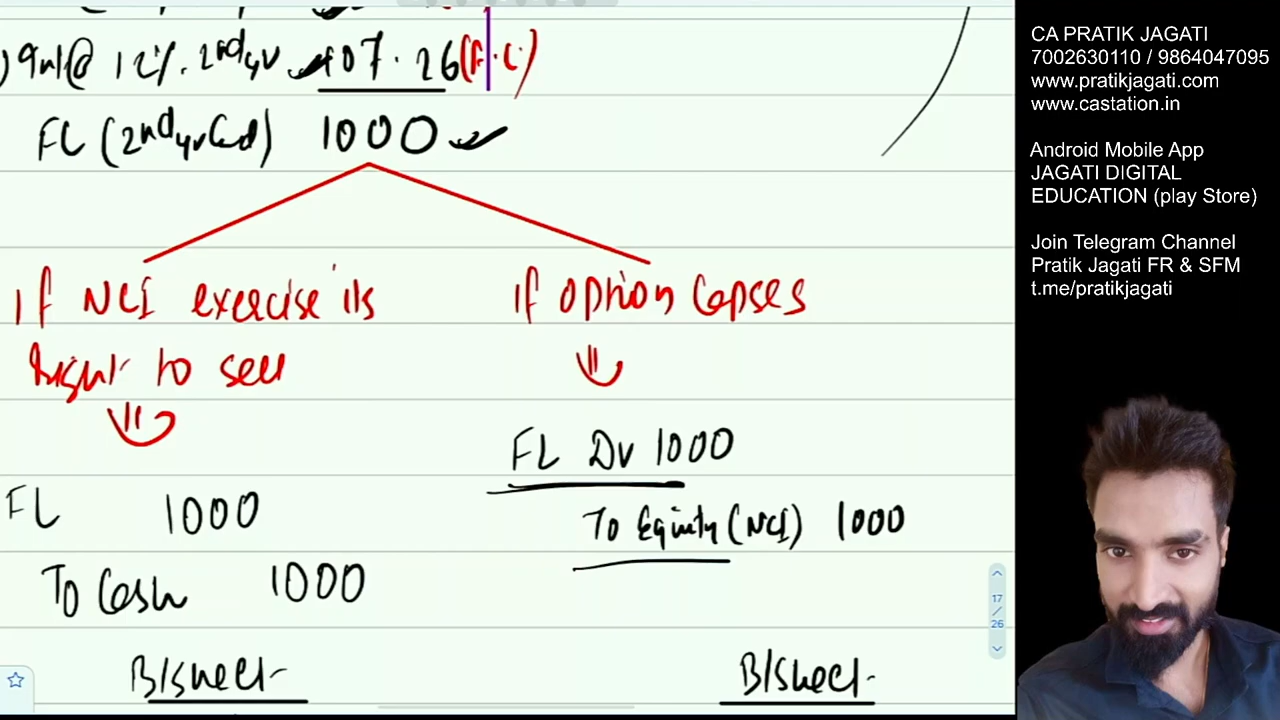 ) Int @ 12%. 2nd yr 107.26 (F.C)
FL (2nd yr end) 1000
If NCI exercise its
Right to sell
If option lapses
FL 1000
To Cash 1000
B/Sheet
FL Dr 1000
To Equity (NCI) 1000
B/Sheet.
17
/
26
CA PRATIK JAGATI
7002630110 / 9864047095
www.pratikjagati.com
www.castation.in
Android Mobile App
JAGATI DIGITAL
EDUCATION (play Store)
Join Telegram Channel
Pratik Jagati FR & SFM
t.me/pratikjagati